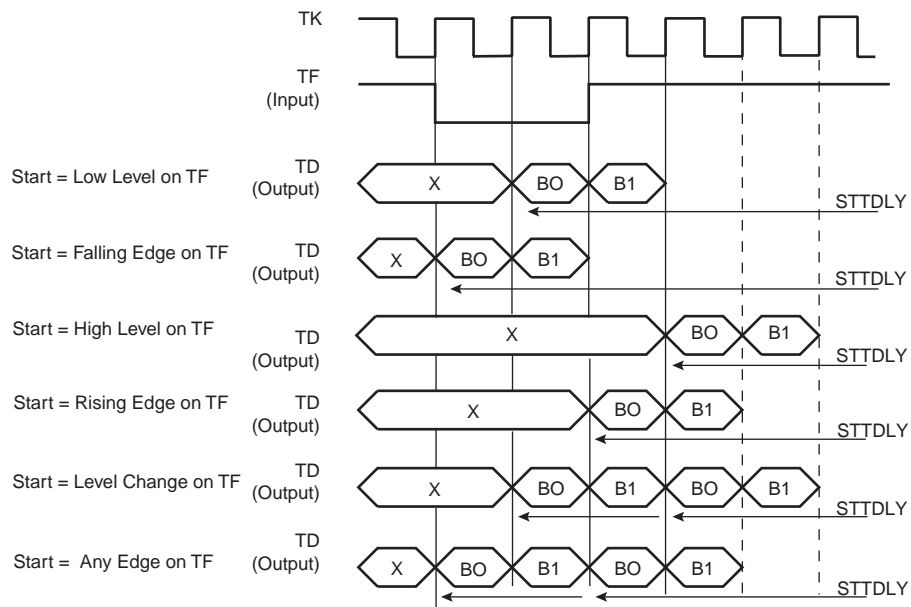 TK
TF
(Input)
Start = Low Level on TF
TD
(Output)
X
BO
B1
STTDLY
Start = Falling Edge on TF
TD
(Output)
X
BO
B1
STTDLY
Start = High Level on TF
TD
(Output)
X
BO
B1
STTDLY
Start = Rising Edge on TF
TD
(Output)
X
BO
B1
STTDLY
Start = Level Change on TF
TD
(Output)
X
BO
B1
BO
B1
STTDLY
Start = Any Edge on TF
TD
(Output)
X
BO
B1
BO
B1
STTDLY